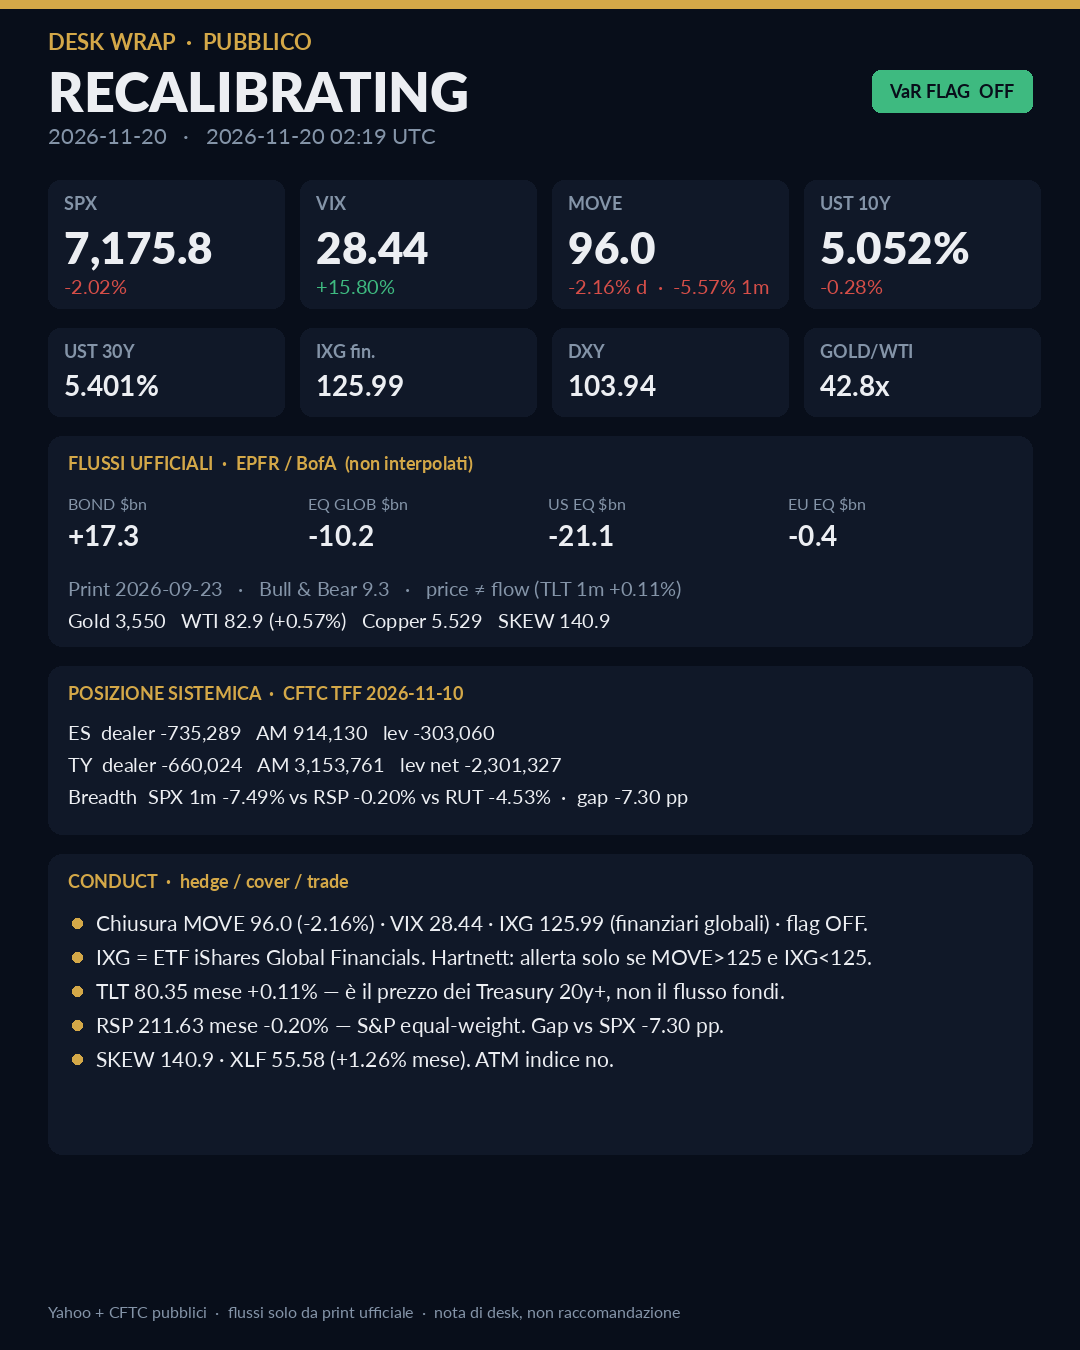 DESK WRAP · PUBBLICO
RECALIBRATING
VaR FLAG OFF
2026-11-20 · 2026-11-20 02:19 UTC
SPX
7,175.8
-2.02%
VIX
28.44
+15.80%
MOVE
96.0
-2.16% d · -5.57% 1m
UST 10Y
5.052%
-0.28%
UST 30Y
5.401%
IXG fin.
125.99
DXY
103.94
GOLD/WTI
42.8x
FLUSSI UFFICIALI · EPFR / BofA (non interpolati)
BOND $bn
+17.3
EQ GLOB $bn
-10.2
US EQ $bn
-21.1
EU EQ $bn
-0.4
Print 2026-09-23 · Bull & Bear 9.3 · price ≠ flow (TLT 1m +0.11%)
Gold 3,550 WTI 82.9 (+0.57%) Copper 5.529 SKEW 140.9
POSIZIONE SISTEMICA · CFTC TFF 2026-11-10
ES dealer -735,289 AM 914,130 lev -303,060
TY dealer -660,024 AM 3,153,761 lev net -2,301,327
Breadth SPX 1m -7.49% vs RSP -0.20% vs RUT -4.53% · gap -7.30 pp
CONDUCT · hedge / cover / trade
Chiusura MOVE 96.0 (-2.16%) · VIX 28.44 · IXG 125.99 (finanziari globali) · flag OFF.
IXG = ETF iShares Global Financials. Hartnett: allerta solo se MOVE>125 e IXG<125.
TLT 80.35 mese +0.11% — è il prezzo dei Treasury 20y+, non il flusso fondi.
RSP 211.63 mese -0.20% — S&P equal-weight. Gap vs SPX -7.30 pp.
SKEW 140.9 · XLF 55.58 (+1.26% mese). ATM indice no.
Yahoo + CFTC pubblici · flussi solo da print ufficiale · nota di desk, non raccomandazione